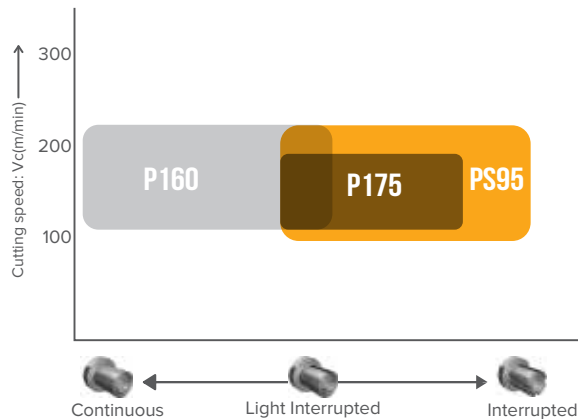 Cutting speed: Vc(m/min)
300
200
100
P160
P175
PS95
Continuous
Light Interrupted
Interrupted